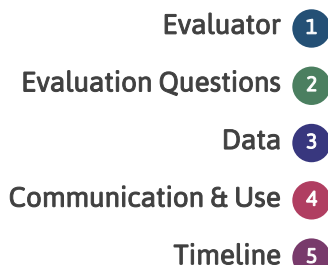 Evaluator 1
Evaluation Questions 2
Data 3
Communication & Use 4
Timeline 5